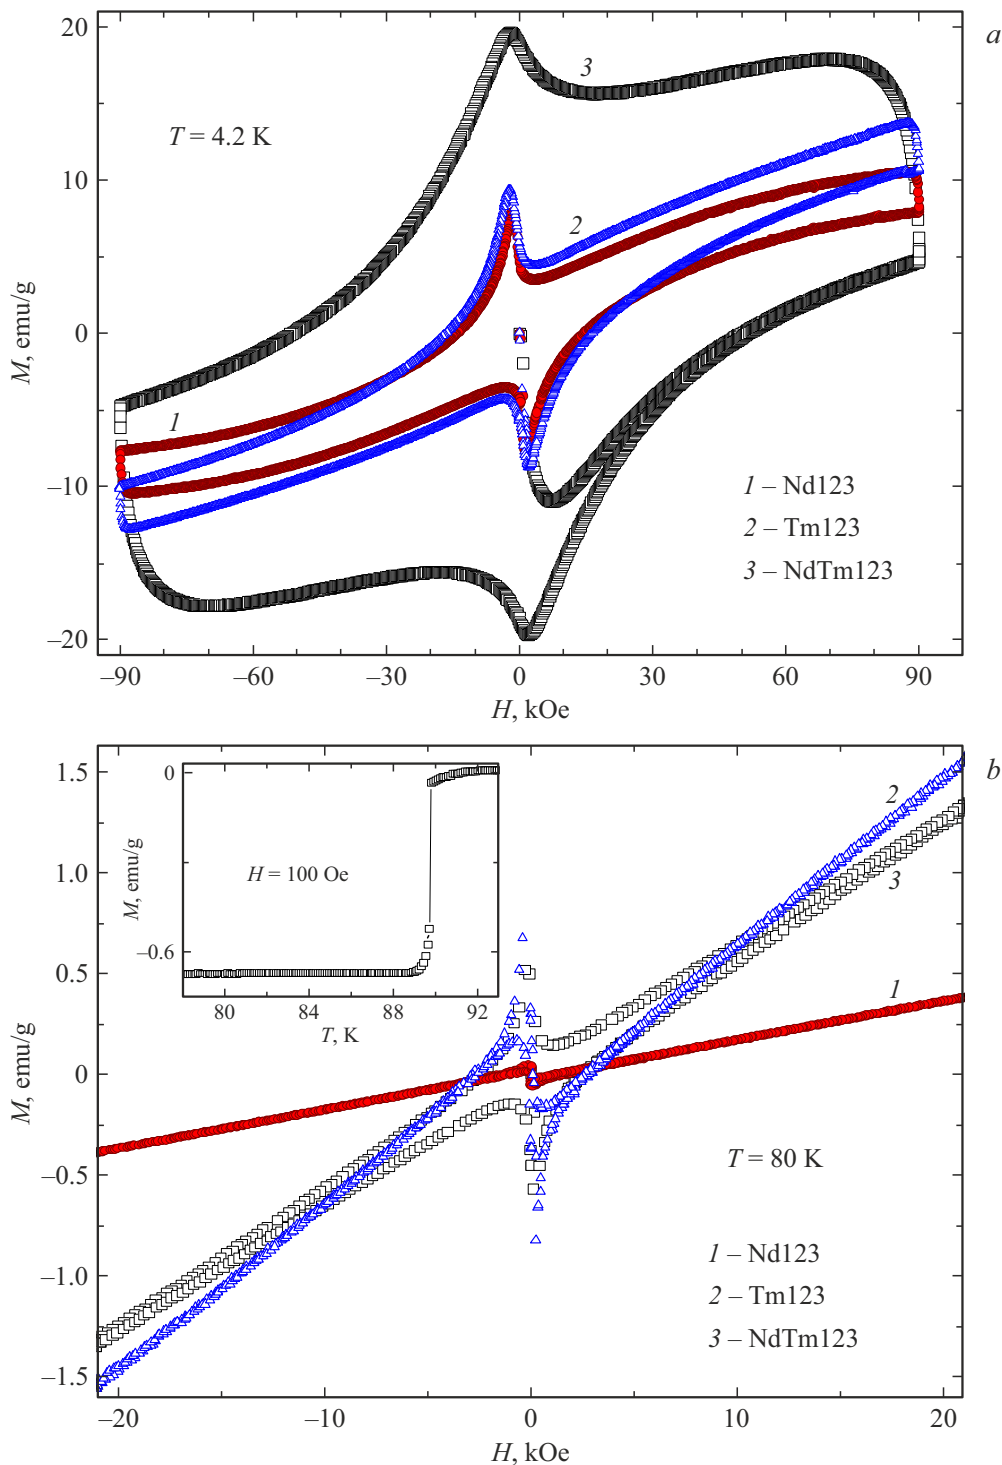 a
20
10
0
–10
–20
M, emu/g
T = 4.2 K
3
2
1
1 – Nd123
2 – Tm123
3 – NdTm123
–90
–60
–30
0
30
60
90
H, kOe
b
1.5
1.0
0.5
0
–0.5
–1.0
–1.5
M, emu/g
0
–0.6
M, emu/g
H = 100 Oe
80
84
88
92
T, K
2
3
1
T = 80 K
1 – Nd123
2 – Tm123
3 – NdTm123
–20
–10
0
10
20
H, kOe